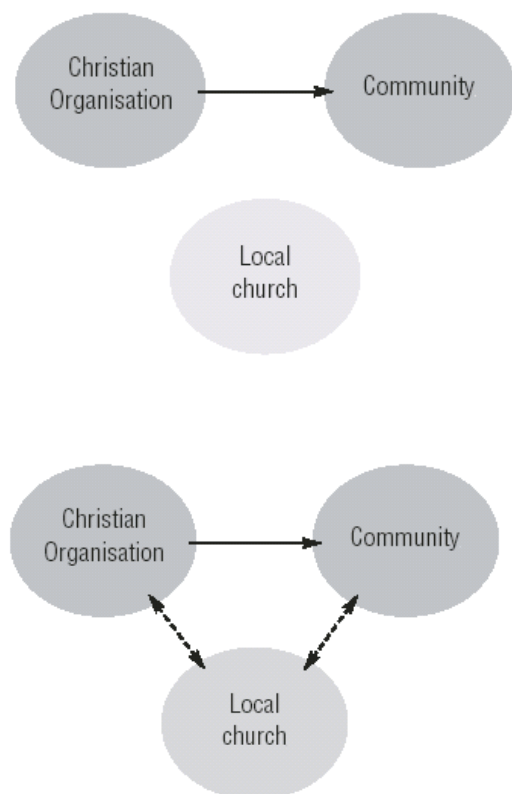 Christian
Organisation
Community
Local
church
Christian
Organisation
Community
Local
church